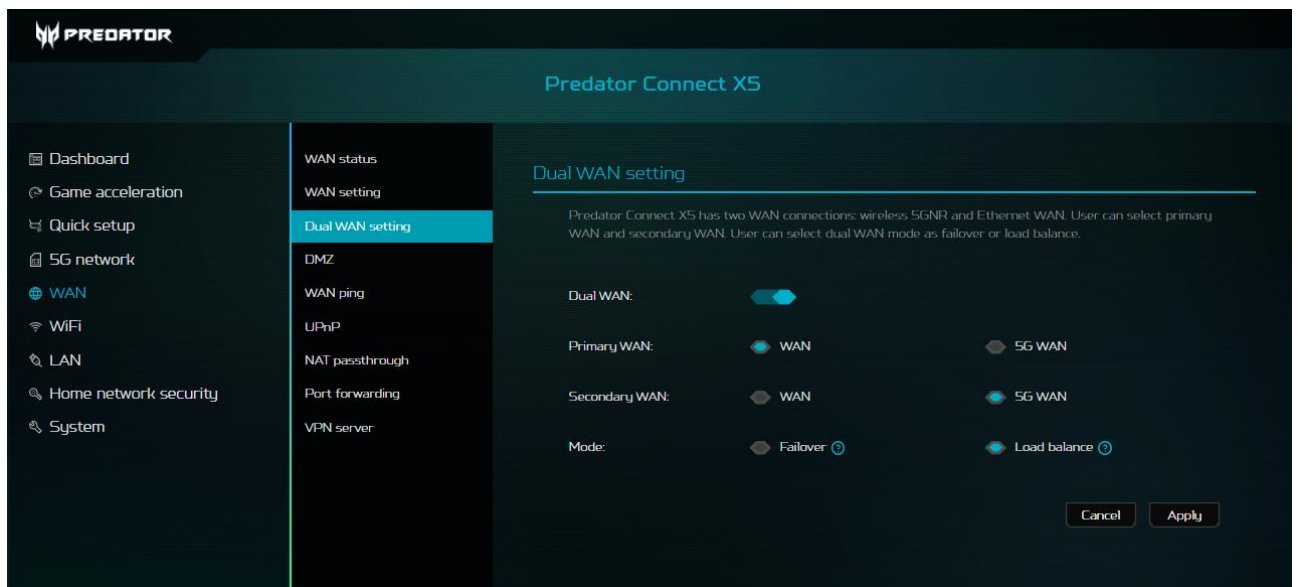 PREDATOR
Predator Connect X5
Dashboard
Game acceleration
Quick setup
5G network
WAN
WiFi
LAN
Home network security
System
WAN status
WAN setting
Dual WAN setting
DMZ
WAN ping
UPnP
NAT passthrough
Port forwarding
VPN server
Dual WAN setting
Predator Connect X5 has two WAN connections: wireless 5GNR and Ethernet WAN. User can select primary
WAN and secondary WAN. User can select dual WAN mode as failover or load balance.
Dual WAN:
Primary WAN: WAN 5G WAN
Secondary WAN: WAN 5G WAN
Mode: Failover ? Load balance ?
Cancel Apply